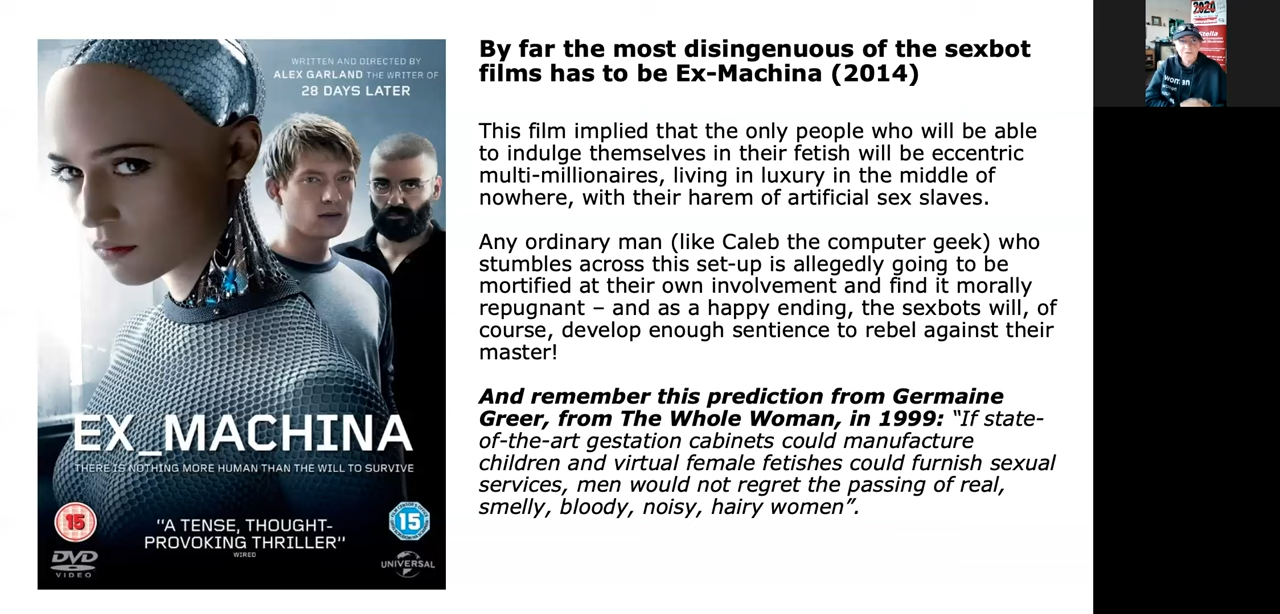 WRITTEN AND DIRECTED BY
ALEX GARLAND THE WRITER OF
28 DAYS LATER
EX_MACHINA
THERE IS NOTHING MORE HUMAN THAN THE WILL TO SURVIVE
15
"A TENSE, THOUGHT-
PROVOKING THRILLER"
WIRED
15
DVD
VIDEO
UNIVERSAL
By far the most disingenuous of the sexbot
films has to be Ex-Machina (2014)
This film implied that the only people who will be able
to indulge themselves in their fetish will be eccentric
multi-millionaires, living in luxury in the middle of
nowhere, with their harem of artificial sex slaves.
Any ordinary man (like Caleb the computer geek) who
stumbles across this set-up is allegedly going to be
mortified at their own involvement and find it morally
repugnant – and as a happy ending, the sexbots will, of
course, develop enough sentience to rebel against their
master!
And remember this prediction from Germaine
Greer, from The Whole Woman, in 1999: “If state-
of-the-art gestation cabinets could manufacture
children and virtual female fetishes could furnish sexual
services, men would not regret the passing of real,
smelly, bloody, noisy, hairy women”.
2020